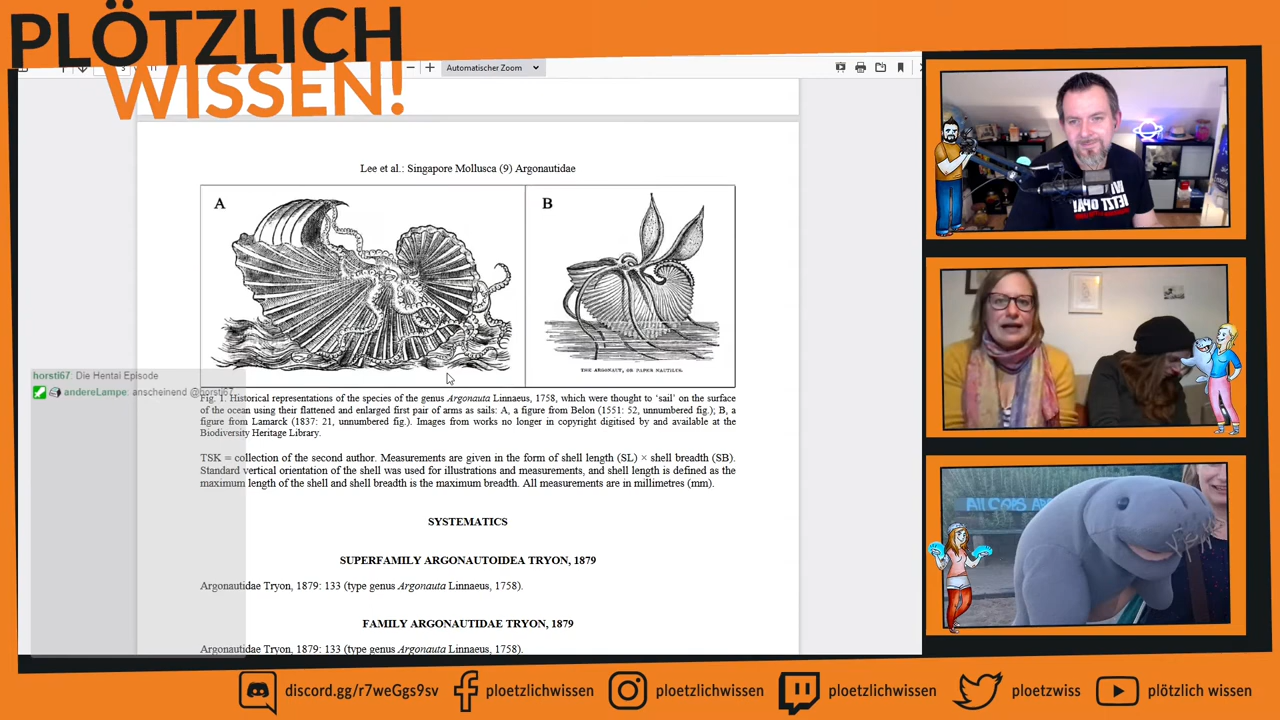 PLÖTZLICH
WISSEN!
Automatischer Zoom
Lee et al.: Singapore Mollusca (9) Argonautidae
A
B
THE ARGONAUT, OR PAPER NAUTILUS.
Fig. 1. Historical representations of the species of the genus Argonauta Linnaeus, 1758, which were thought to 'sail' on the surface
of the ocean using their flattened and enlarged first pair of arms as sails: A, a figure from Belon (1551: 52, unnumbered fig.); B, a
figure from Lamarck (1837: 21, unnumbered fig.). Images from works no longer in copyright digitised by and available at the
Biodiversity Heritage Library.
TSK = collection of the second author. Measurements are given in the form of shell length (SL) × shell breadth (SB).
Standard vertical orientation of the shell was used for illustrations and measurements, and shell length is defined as the
maximum length of the shell and shell breadth is the maximum breadth. All measurements are in millimetres (mm).
SYSTEMATICS
SUPERFAMILY ARGONAUTOIDEA TRYON, 1879
Argonautidae Tryon, 1879: 133 (type genus Argonauta Linnaeus, 1758).
FAMILY ARGONAUTIDAE TRYON, 1879
Argonautidae Tryon, 1879: 133 (type genus Argonauta Linnaeus, 1758).
horsti67: Die Hentai Episode
andereLampe: anscheinend @horsti67
JETZT OPA!
All COPS
discord.gg/r7weGgs9sv
ploetzlichwissen
ploetzlichwissen
ploetzlichwissen
ploetzwiss
plötzlich wissen